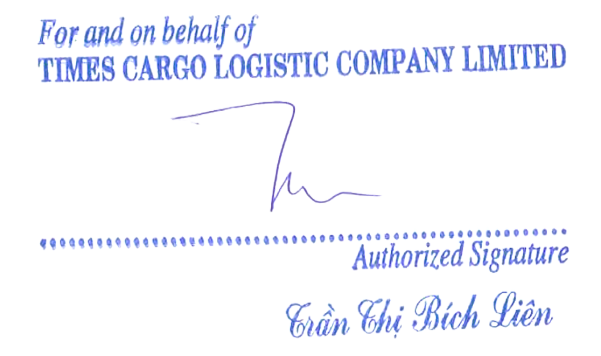 For and on behalf of
TIMES CARGO LOGISTIC COMPANY LIMITED
Authorized Signature
Trần Thị Bích Liên